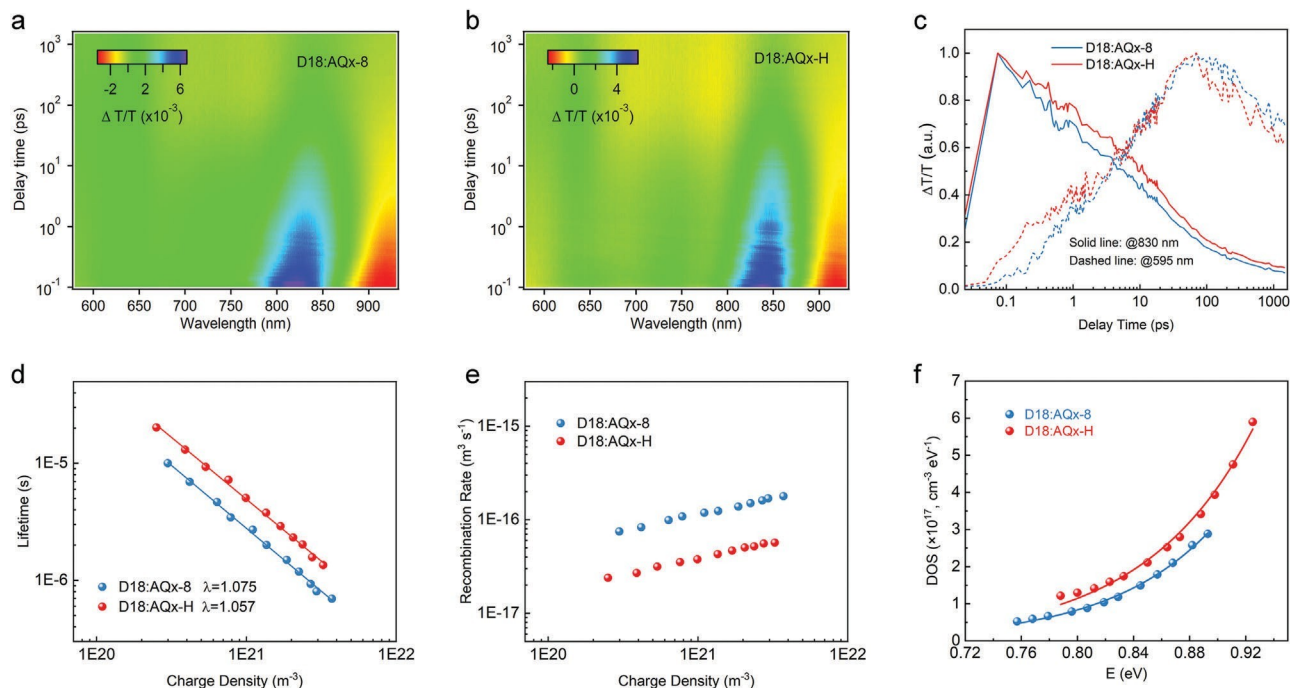 a
D18:AQx-8
-2 2 6
Δ T/T (x10⁻³)
Delay time (ps)
10³
10²
10¹
10⁰
10⁻¹
600 650 700 750 800 850 900
Wavelength (nm)
b
D18:AQx-H
0 4
Δ T/T (x10⁻³)
Delay time (ps)
10³
10²
10¹
10⁰
10⁻¹
600 650 700 750 800 850 900
Wavelength (nm)
c
D18:AQx-8
D18:AQx-H
ΔT/T (a.u.)
1.0
0.8
0.6
0.4
0.2
0.0
Solid line: @830 nm
Dashed line: @595 nm
0.1 1 10 100 1000
Delay Time (ps)
d
Lifetime (s)
1E-5
1E-6
D18:AQx-8 λ=1.075
D18:AQx-H λ=1.057
1E20 1E21 1E22
Charge Density (m⁻³)
e
D18:AQx-8
D18:AQx-H
Recombination Rate (m³ s⁻¹)
1E-15
1E-16
1E-17
1E20 1E21 1E22
Charge Density (m⁻³)
f
D18:AQx-8
D18:AQx-H
DOS (×10¹⁷, cm⁻³ eV⁻¹)
7
6
5
4
3
2
1
0
0.72 0.76 0.80 0.84 0.88 0.92
E (eV)